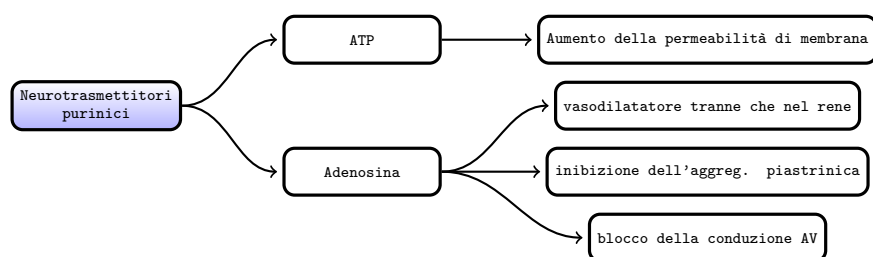 ATP
Aumento della permeabilità di membrana
Neurotrasmettitori
purinici
vasodilatatore tranne che nel rene
Adenosina
inibizione dell'aggreg. piastrinica
blocco della conduzione AV